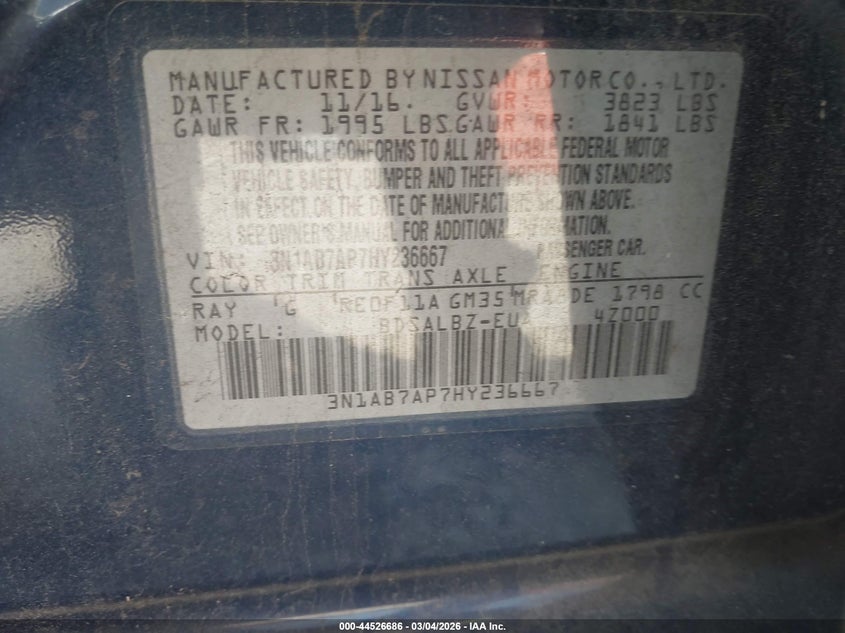 MANUFACTURED BY NISSAN MOTOR CO., LTD.
DATE: 11/16. GVWR: 3823 LBS
GAWR FR: 1995 LBS. GAWR RR: 1841 LBS
THIS VEHICLE CONFORMS TO ALL APPLICABLE FEDERAL MOTOR
VEHICLE SAFETY, BUMPER AND THEFT PREVENTION STANDARDS
IN EFFECT ON THE DATE OF MANUFACTURE SHOWN ABOVE.
SEE OWNER'S MANUAL FOR ADDITIONAL INFORMATION.
VIN: 3N1AB7AP7HY236667 PASSENGER CAR.
COLOR TRIM TRANS AXLE ENGINE
RAY G RE0F11A GM35 1798 CC
MODEL: BDSALBZ-EU 4Z000
3N1AB7AP7HY236667
000-44526686 - 03/04/2026 - IAA Inc.